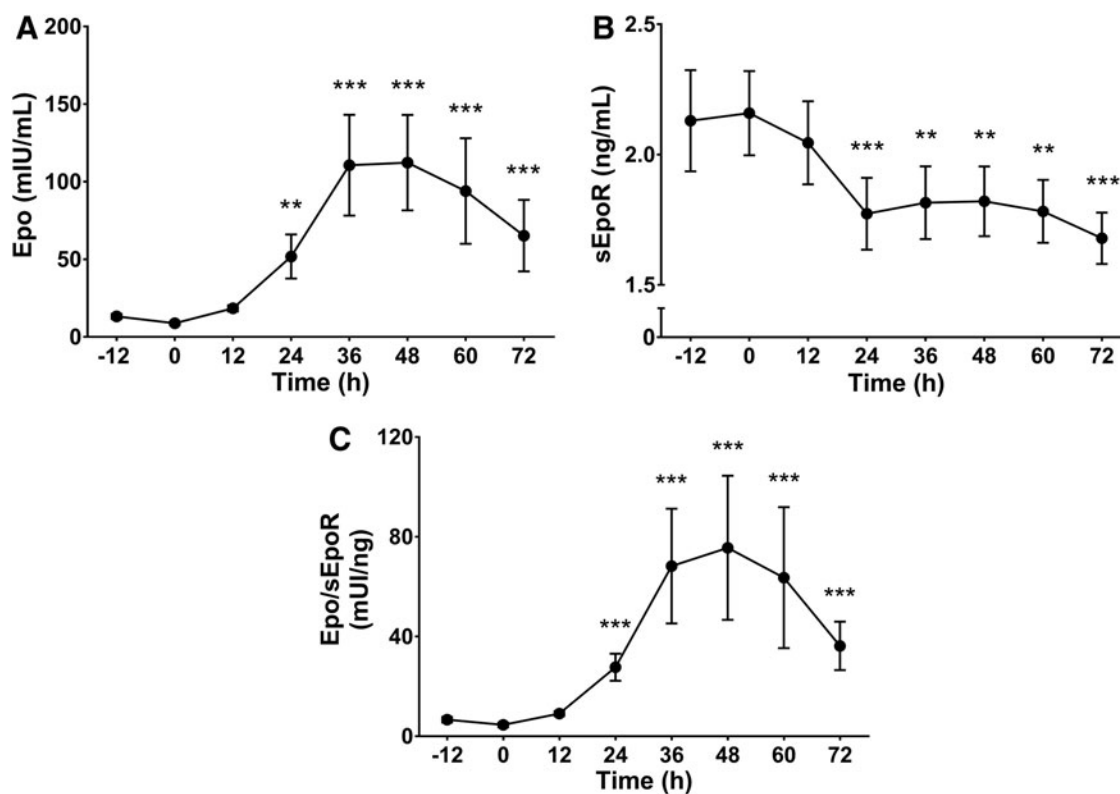 A
Epo (mIU/mL)
200
150
100
50
0
**
***
***
***
***
-12 0 12 24 36 48 60 72
Time (h)
B
sEpoR (ng/mL)
2.5
2.0
1.5
0
***
**
**
**
***
-12 0 12 24 36 48 60 72
Time (h)
C
Epo/sEpoR
(mUI/ng)
120
80
40
0
***
***
***
***
***
-12 0 12 24 36 48 60 72
Time (h)